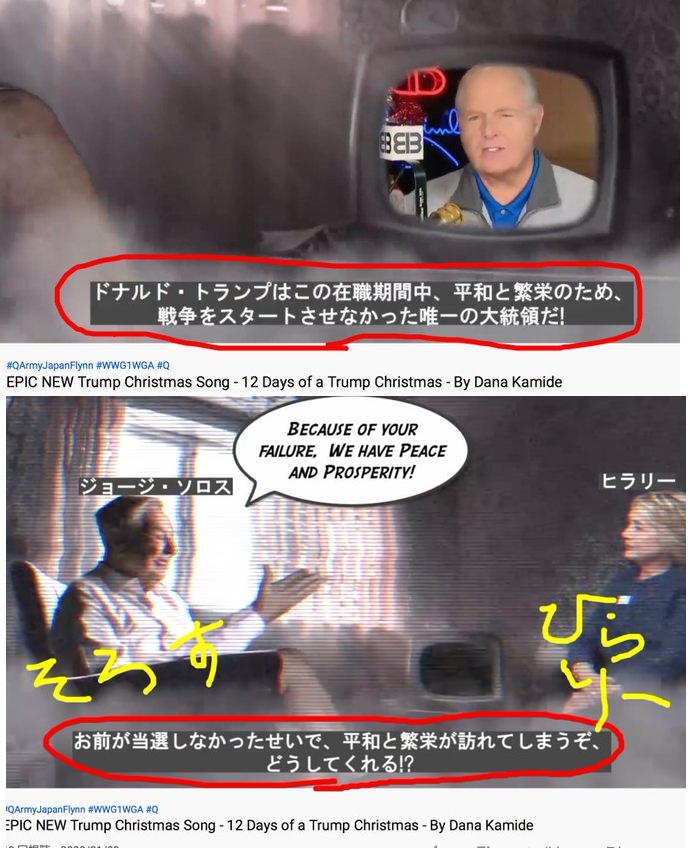 EIB
ドナルド・トランプはこの在職期間中、平和と繁栄のため、
戦争をスタートさせなかった唯一の大統領だ!
#QArmyJapanFlynn #WWG1WGA #Q
EPIC NEW Trump Christmas Song - 12 Days of a Trump Christmas - By Dana Kamide
BECAUSE OF YOUR
FAILURE, WE HAVE PEACE
AND PROSPERITY!
ジョージ・ソロス
ヒラリー
そろす
ひらりー
お前が当選しなかったせいで、平和と繁栄が訪れてしまうぞ、
どうしてくれる!?
#QArmyJapanFlynn #WWG1WGA #Q
EPIC NEW Trump Christmas Song - 12 Days of a Trump Christmas - By Dana Kamide